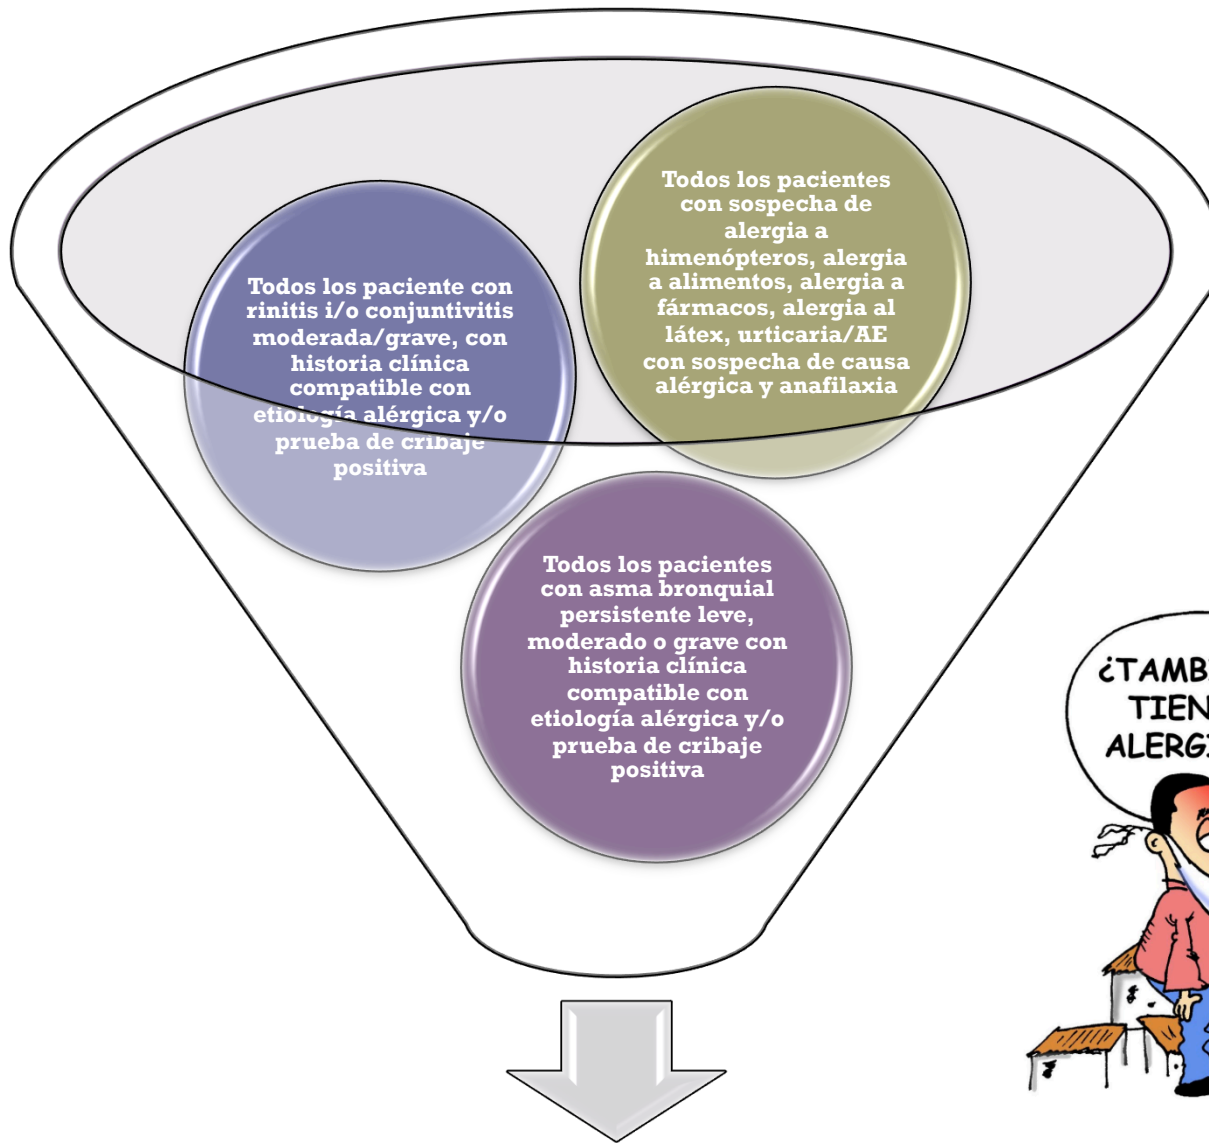 Todos los paciente con
rinitis i/o conjuntivitis
moderada/grave, con
historia clínica
compatible con
etiología alérgica y/o
prueba de cribaje
positiva
Todos los pacientes
con sospecha de
alergia a
himenópteros, alergia
a alimentos, alergia a
fármacos, alergia al
látex, urticaria/AE
con sospecha de causa
alérgica y anafilaxia
Todos los pacientes
con asma bronquial
persistente leve,
moderado o grave con
historia clínica
compatible con
etiología alérgica y/o
prueba de cribaje
positiva